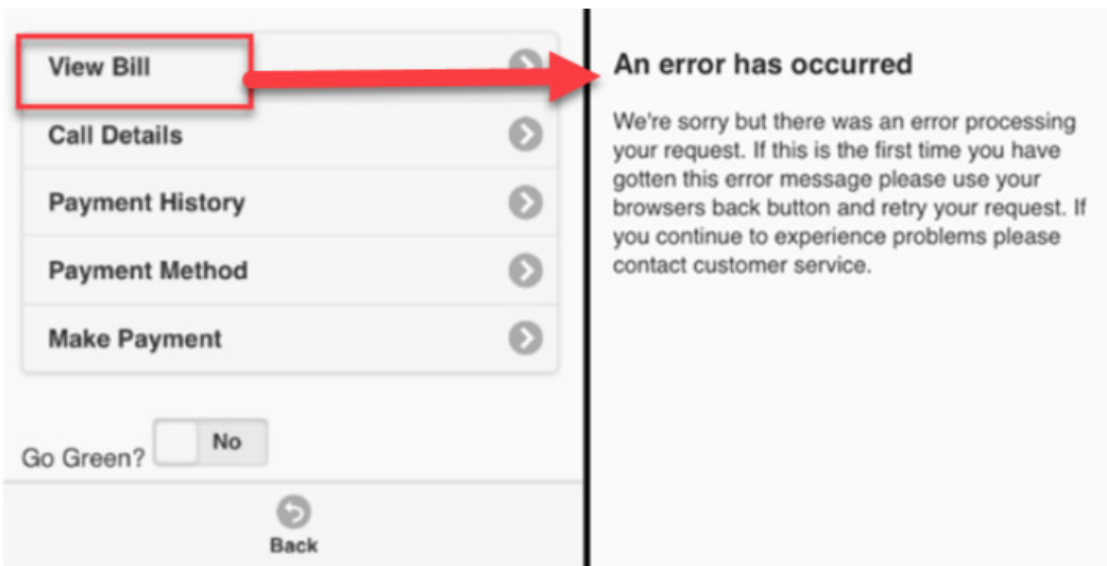 View Bill
Call Details
Payment History
Payment Method
Make Payment
Go Green? No
Back
An error has occurred
We're sorry but there was an error processing
your request. If this is the first time you have
gotten this error message please use your
browsers back button and retry your request. If
you continue to experience problems please
contact customer service.